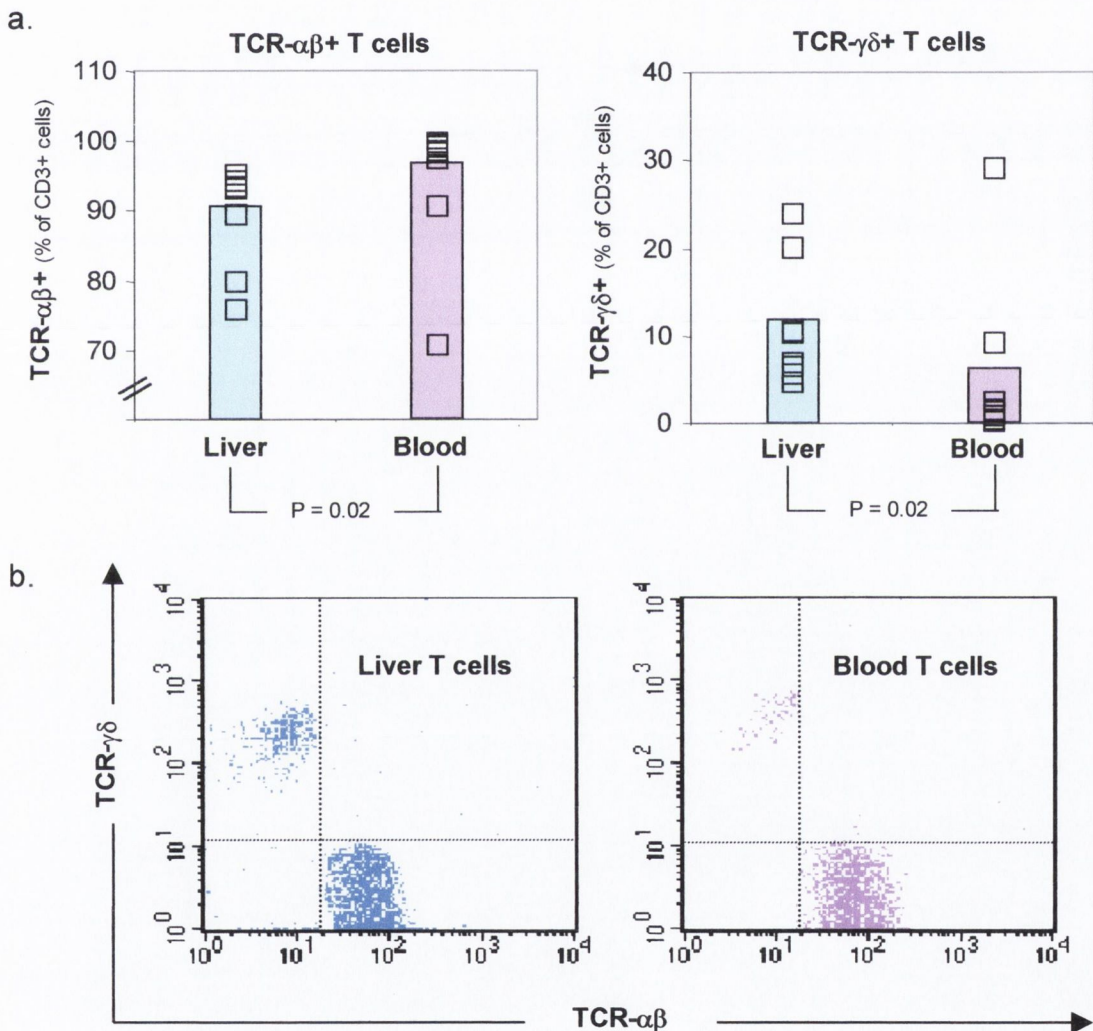 a.
TCR-αβ+ T cells
TCR-αβ+ (% of CD3+ cells)
110
100
90
80
70
Liver
Blood
P = 0.02
TCR-γδ+ T cells
TCR-γδ+ (% of CD3+ cells)
40
30
20
10
0
Liver
Blood
P = 0.02
b.
TCR-γδ
10⁴
10³
10²
10¹
10⁰
Liver T cells
10⁰
10¹
10²
10³
10⁴
10⁴
10³
10²
10¹
10⁰
Blood T cells
10⁰
10¹
10²
10³
10⁴
TCR-αβ